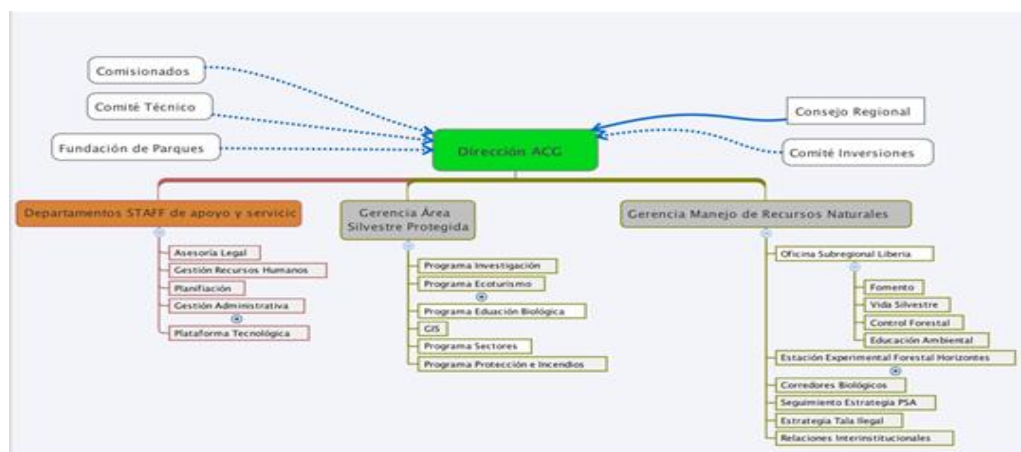 Comisionados
Comité Técnico
Fundación de Parques
Consejo Regional
Comité Inversiones
Dirección ACG
Departamentos STAFF de apoyo y servicic
Asesoría Legal
Gestión Recursos Humanos
Planifiación
Gestión Administrativa
Plataforma Tecnológica
Gerencia Área
Silvestre Protegida
Programa Investigación
Programa Ecoturismo
Programa Eduación Biológica
GIS
Programa Sectores
Programa Protección e Incendios
Gerencia Manejo de Recursos Naturales
Oficina Subregional Liberia
Fomento
Vida Silvestre
Control Forestal
Educación Ambiental
Estación Experimental Forestal Horizontes
Corredores Biológicos
Seguimiento Estrategia PSA
Estrategia Tala Ilegal
Relaciones Interinstitucionales